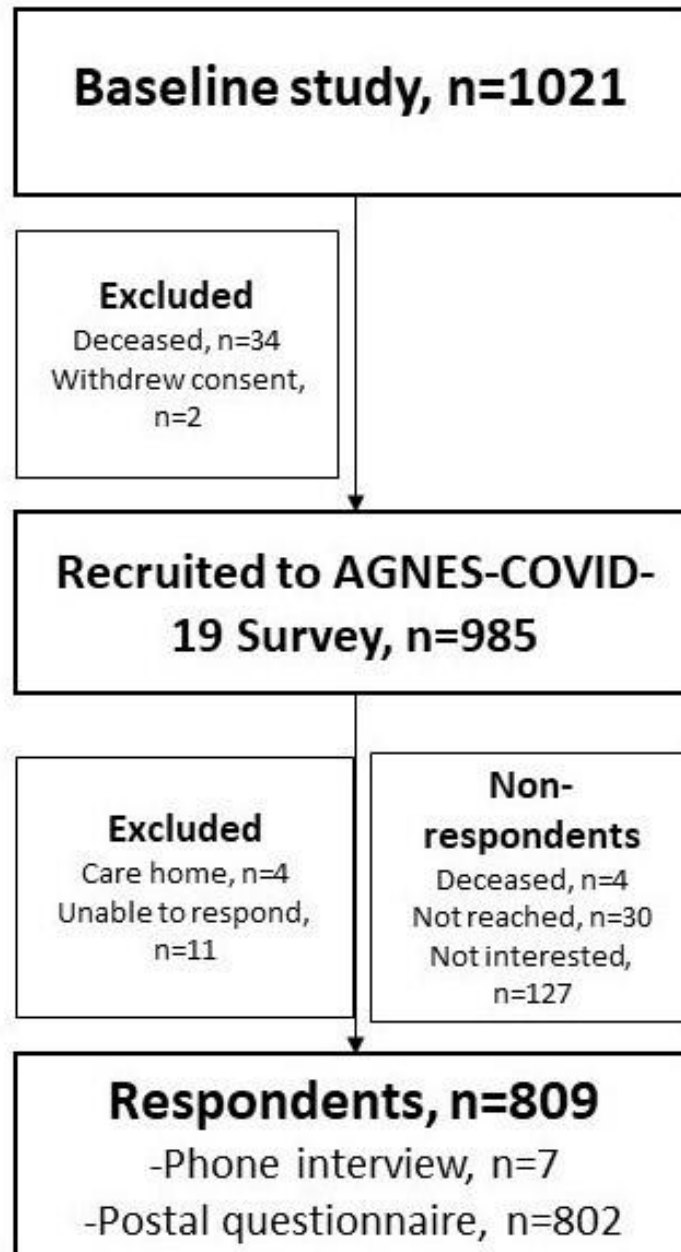 Baseline study, n=1021
Excluded
Deceased, n=34
Withdrew consent,
n=2
Recruited to AGNES-COVID-
19 Survey, n=985
Excluded
Care home, n=4
Unable to respond,
n=11
Non-
respondents
Deceased, n=4
Not reached, n=30
Not interested,
n=127
Respondents, n=809
-Phone interview, n=7
-Postal questionnaire, n=802